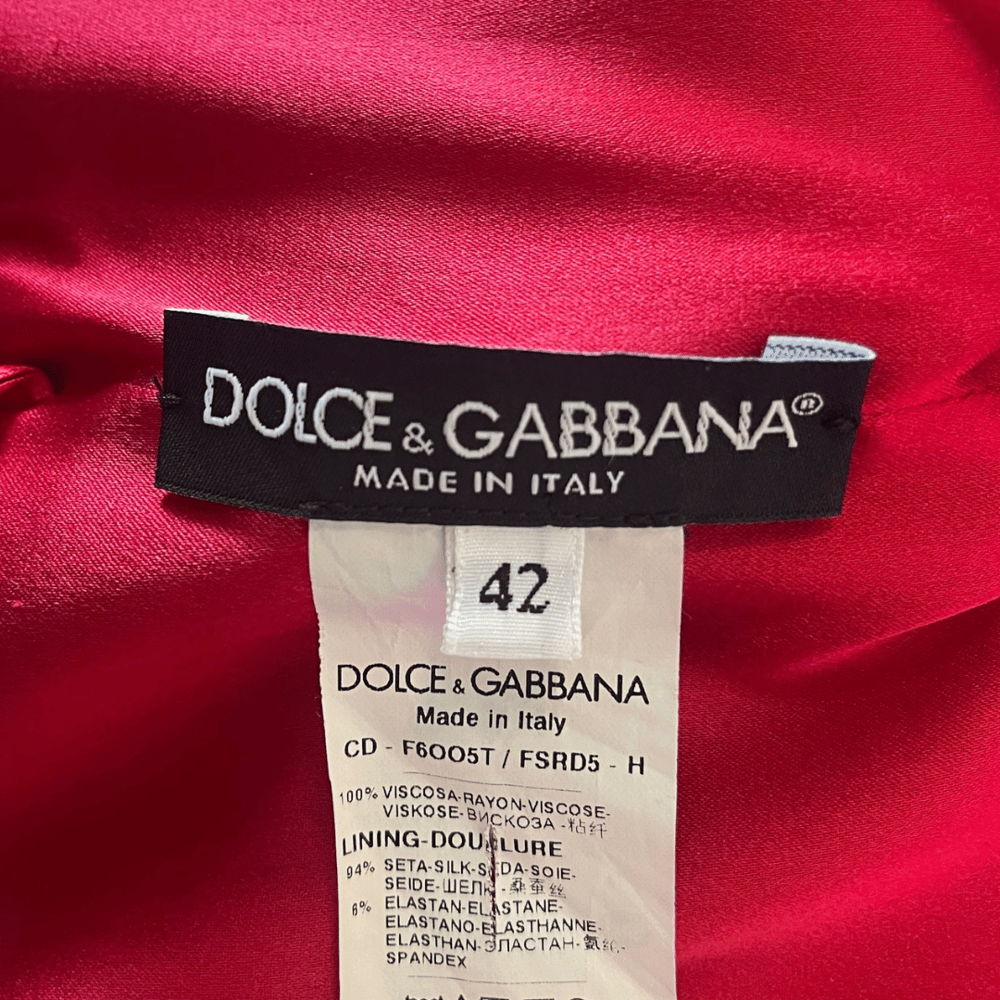 DOLCE & GABBANA®
MADE IN ITALY
42
DOLCE & GABBANA
Made in Italy
CD - F6OO5T / FSRD5 - H
100% VISCOSA-RAYON-VISCOSE-
VISKOSE-ВИСКОЗА -粘纤
LINING-DOUBLURE
94% SETA-SILK-SEDA-SOIE-
SEIDE-ШЕЛК- 桑蚕丝
6% ELASTAN-ELASTANE-
ELASTANO-ELASTHANNE-
ELASTHAN-ЭЛАСТАН-氨纶-
SPANDEX